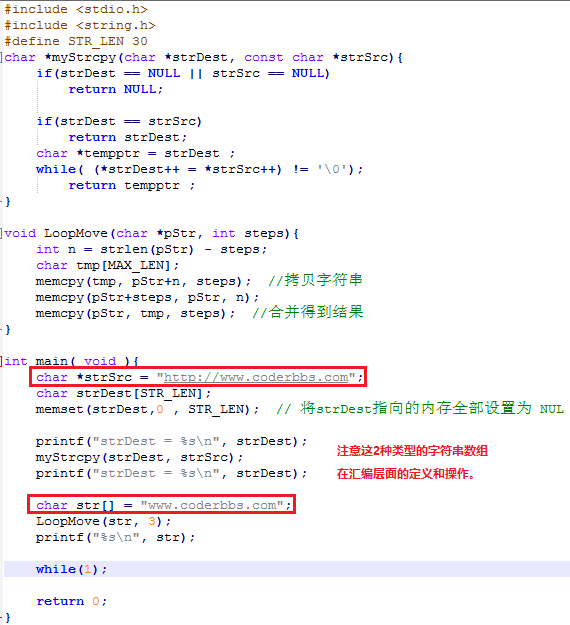 #include <stdio.h>
#include <string.h>
#define STR_LEN 30
char *myStrcpy(char *strDest, const char *strSrc){
    if(strDest == NULL || strSrc == NULL)
        return NULL;

    if(strDest == strSrc)
        return strDest;
    char *tempptr = strDest ;
    while( (*strDest++ = *strSrc++) != '\0');
        return tempptr ;
}

void LoopMove(char *pStr, int steps){
    int n = strlen(pStr) - steps;
    char tmp[MAX_LEN];
    memcpy(tmp, pStr+n, steps);  //拷贝字符串
    memcpy(pStr+steps, pStr, n);
    memcpy(pStr, tmp, steps);  //合并得到结果
}

int main( void ){
    char *strSrc = "http://www.coderbbs.com";
    char strDest[STR_LEN];
    memset(strDest,0 , STR_LEN);  // 将strDest指向的内存全部设置为 NUL

    printf("strDest = %s\n", strDest);
    myStrcpy(strDest, strSrc);
    printf("strDest = %s\n", strDest);
注意这2种类型的字符串数组
在汇编层面的定义和操作。

    char str[] = "www.coderbbs.com";
    LoopMove(str, 3);
    printf("%s\n", str);

    while(1);

    return 0;
}